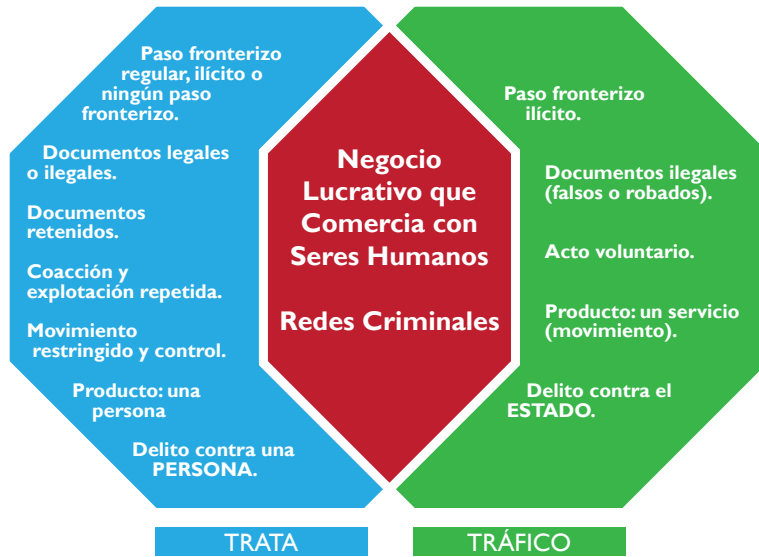 Paso fronterizo
regular, ilícito o
ningún paso
fronterizo.
Documentos legales
o ilegales.
Documentos
retenidos.
Coacción y
explotación repetida.
Movimiento
restringido y control.
Producto: una
persona
Delito contra una
PERSONA.
Negocio
Lucrativo que
Comercia con
Seres Humanos
Redes Criminales
Paso fronterizo
ilícito.
Documentos ilegales
(falsos o robados).
Acto voluntario.
Producto: un servicio
(movimiento).
Delito contra el
ESTADO.
TRATA
TRÁFICO